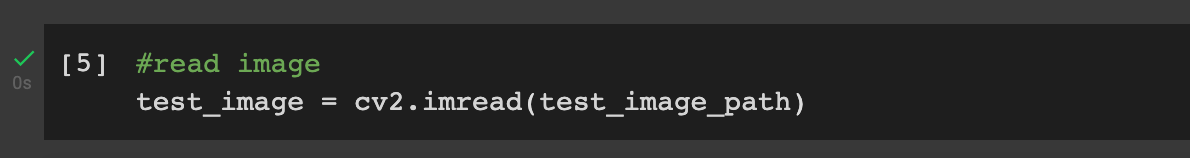 [5] #read image
0s
test_image = cv2.imread(test_image_path)